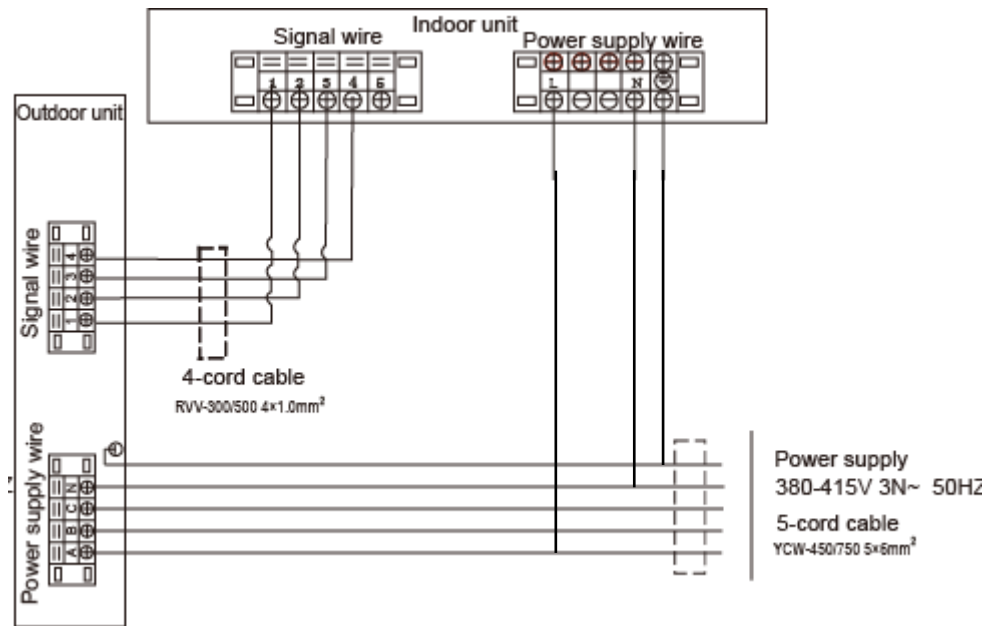 Indoor unit
Signal wire
Power supply wire
1 2 3 4 5
L N
Outdoor unit
Signal wire
4
3
2
1
4-cord cable
RVV-300/500 4×1.0mm²
Power supply wire
N
C
B
A
Power supply
380-415V 3N~ 50HZ
5-cord cable
YCW-450/750 5×6mm²